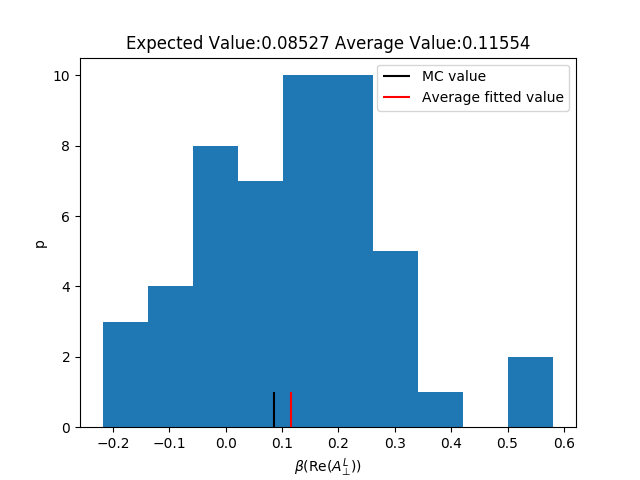 Expected Value:0.08527 Average Value:0.11554
MC value
Average fitted value
p
10
8
6
4
2
0
−0.2 −0.1 0.0 0.1 0.2 0.3 0.4 0.5 0.6
β(Re(A⊥^L))